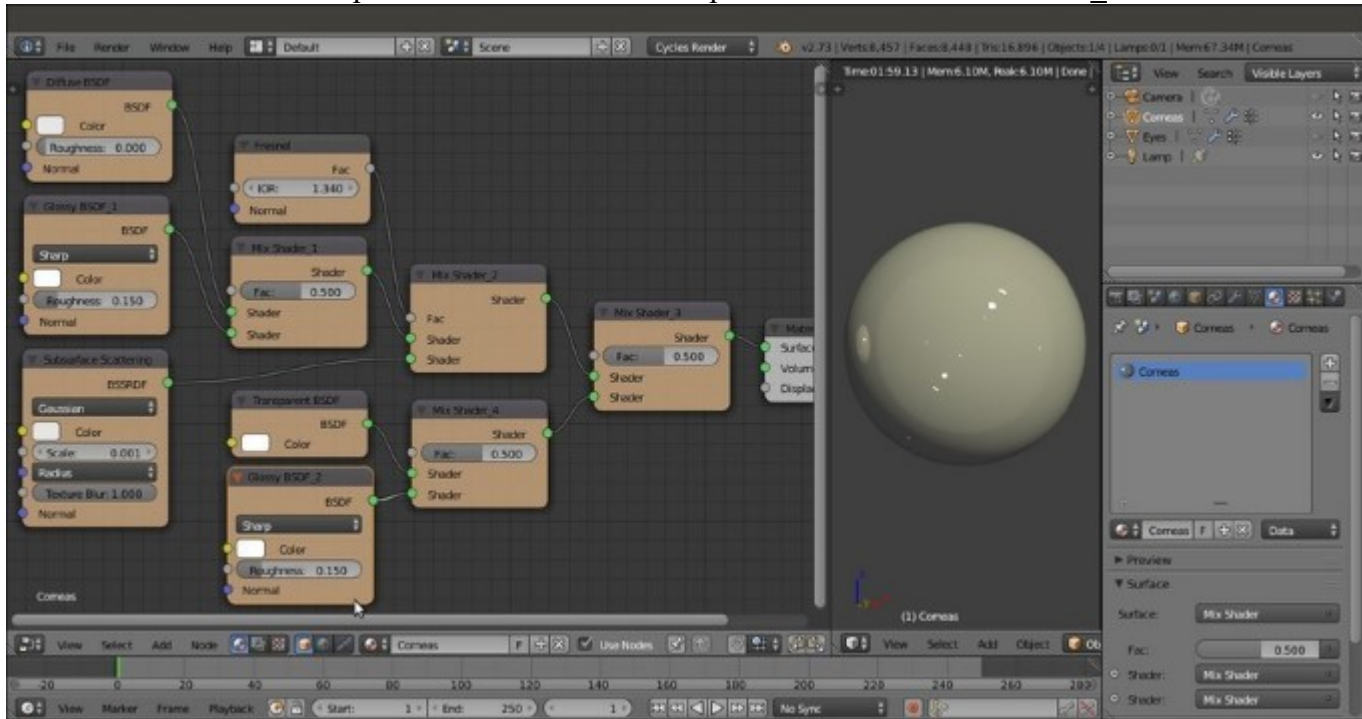 File Render Window Help Default Scene Cycles Render v2.73 | Verts:8,457 | Faces:8,448 | Tris:16,896 | Objects:1/4 | Lamps:0/1 | Mem:67.34M | Corneas
Diffuse BSDF
BSDF
Color
Roughness: 0.000
Normal
Glossy BSDF_1
BSDF
Sharp
Color
Roughness: 0.150
Normal
Subsurface Scattering
BSSRDF
Gaussian
Color
Scale: 0.001
Radius
Texture Blur: 1.000
Normal
Fresnel
Fac
IOR: 1.340
Normal
Mix Shader_1
Shader
Fac: 0.500
Shader
Shader
Transparent BSDF
BSDF
Color
Glossy BSDF_2
BSDF
Sharp
Color
Roughness: 0.150
Normal
Mix Shader_2
Shader
Fac
Shader
Shader
Mix Shader_4
Shader
Fac: 0.500
Shader
Shader
Mix Shader_3
Shader
Fac: 0.500
Shader
Shader
Mate
Surfac
Volum
Displa
Corneas
View Select Add Node Corneas F Use Nodes
Time:01:59.13 | Mem:6.10M, Peak:6.10M | Done |
(1) Corneas
View Select Add Object Ob
View Search Visible Layers
Camera
Corneas
Eyes
Lamp
Corneas Corneas
Corneas
Corneas F Data
Preview
Surface
Surface: Mix Shader
Fac: 0.500
Shader: Mix Shader
Shader: Mix Shader
-20 0 20 40 60 80 100 120 140 160 180 200 220 240 260 280
View Marker Frame Playback Start: 1 End: 250 1 No Sync